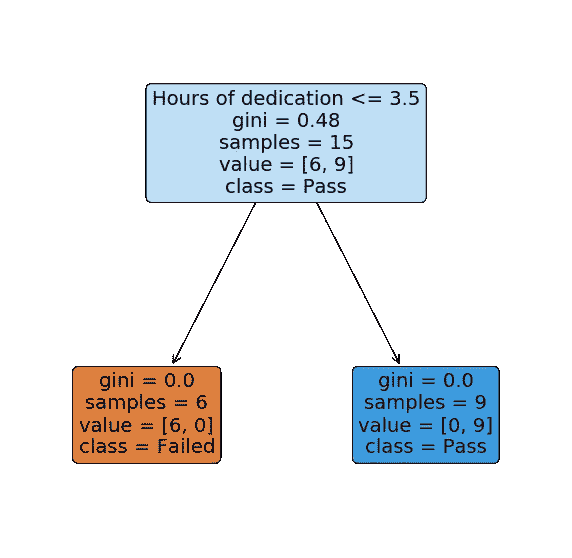 Hours of dedication <= 3.5
gini = 0.48
samples = 15
value = [6, 9]
class = Pass
gini = 0.0
samples = 6
value = [6, 0]
class = Failed
gini = 0.0
samples = 9
value = [0, 9]
class = Pass